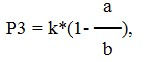 P3 = k*(1- a/b),